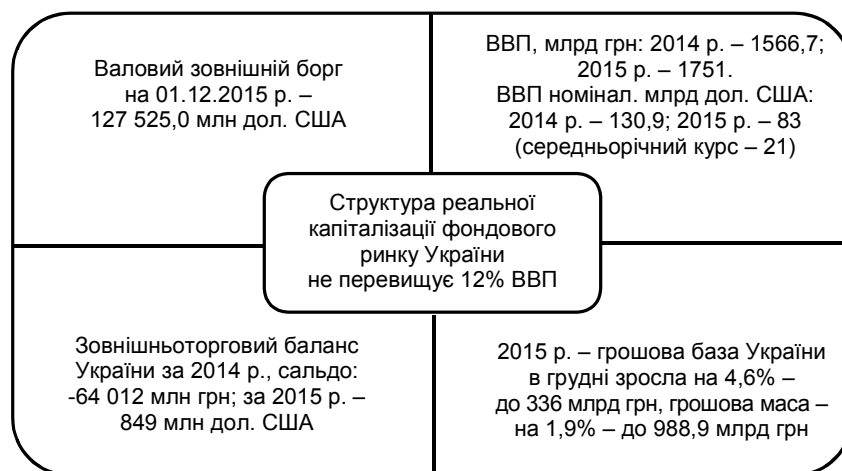 Валовий зовнішній борг
на 01.12.2015 р. –
127 525,0 млн дол. США
ВВП, млрд грн: 2014 р. – 1566,7;
2015 р. – 1751.
ВВП номінал. млрд дол. США:
2014 р. – 130,9; 2015 р. – 83
(середньорічний курс – 21)
Структура реальної
капіталізації фондового
ринку України
не перевищує 12% ВВП
Зовнішньоторговий баланс
України за 2014 р., сальдо:
-64 012 млн грн; за 2015 р. –
849 млн дол. США
2015 р. – грошова база України
в грудні зросла на 4,6% –
до 336 млрд грн, грошова маса –
на 1,9% – до 988,9 млрд грн